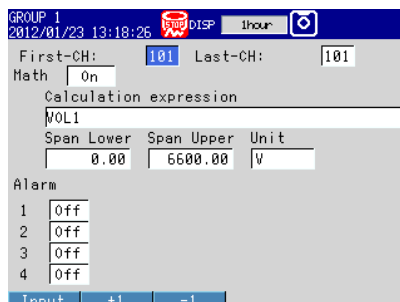 GROUP 1
2012/01/23 13:18:26 STOP DISP 1hour
First-CH: 101 Last-CH: 101
Math On
Calculation expression
VOL1
Span Lower Span Upper Unit
0.00 6600.00 V
Alarm
1 Off
2 Off
3 Off
4 Off
Input +1 -1